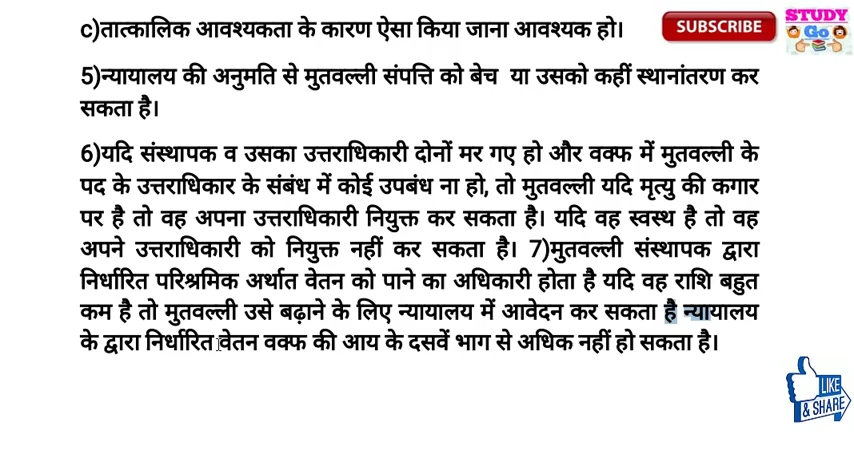 c)तात्कालिक आवश्यकता के कारण ऐसा किया जाना आवश्यक हो।
SUBSCRIBE
STUDY
Go
5)न्यायालय की अनुमति से मुतवल्ली संपत्ति को बेच या उसको कहीं स्थानांतरण कर
सकता है।
6)यदि संस्थापक व उसका उत्तराधिकारी दोनों मर गए हो और वक्फ में मुतवल्ली के
पद के उत्तराधिकार के संबंध में कोई उपबंध ना हो, तो मुतवल्ली यदि मृत्यु की कगार
पर है तो वह अपना उत्तराधिकारी नियुक्त कर सकता है। यदि वह स्वस्थ है तो वह
अपने उत्तराधिकारी को नियुक्त नहीं कर सकता है। 7)मुतवल्ली संस्थापक द्वारा
निर्धारित परिश्रमिक अर्थात वेतन को पाने का अधिकारी होता है यदि वह राशि बहुत
कम है तो मुतवल्ली उसे बढ़ाने के लिए न्यायालय में आवेदन कर सकता है न्यायालय
के द्वारा निर्धारित वेतन वक्फ की आय के दसवें भाग से अधिक नहीं हो सकता है।
LIKE
& SHARE